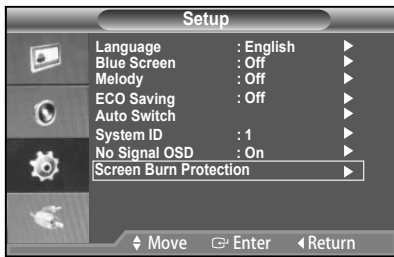 Setup
Language : English
Blue Screen : Off
Melody : Off
ECO Saving : Off
Auto Switch
System ID : 1
No Signal OSD : On
Screen Burn Protection
Move Enter Return